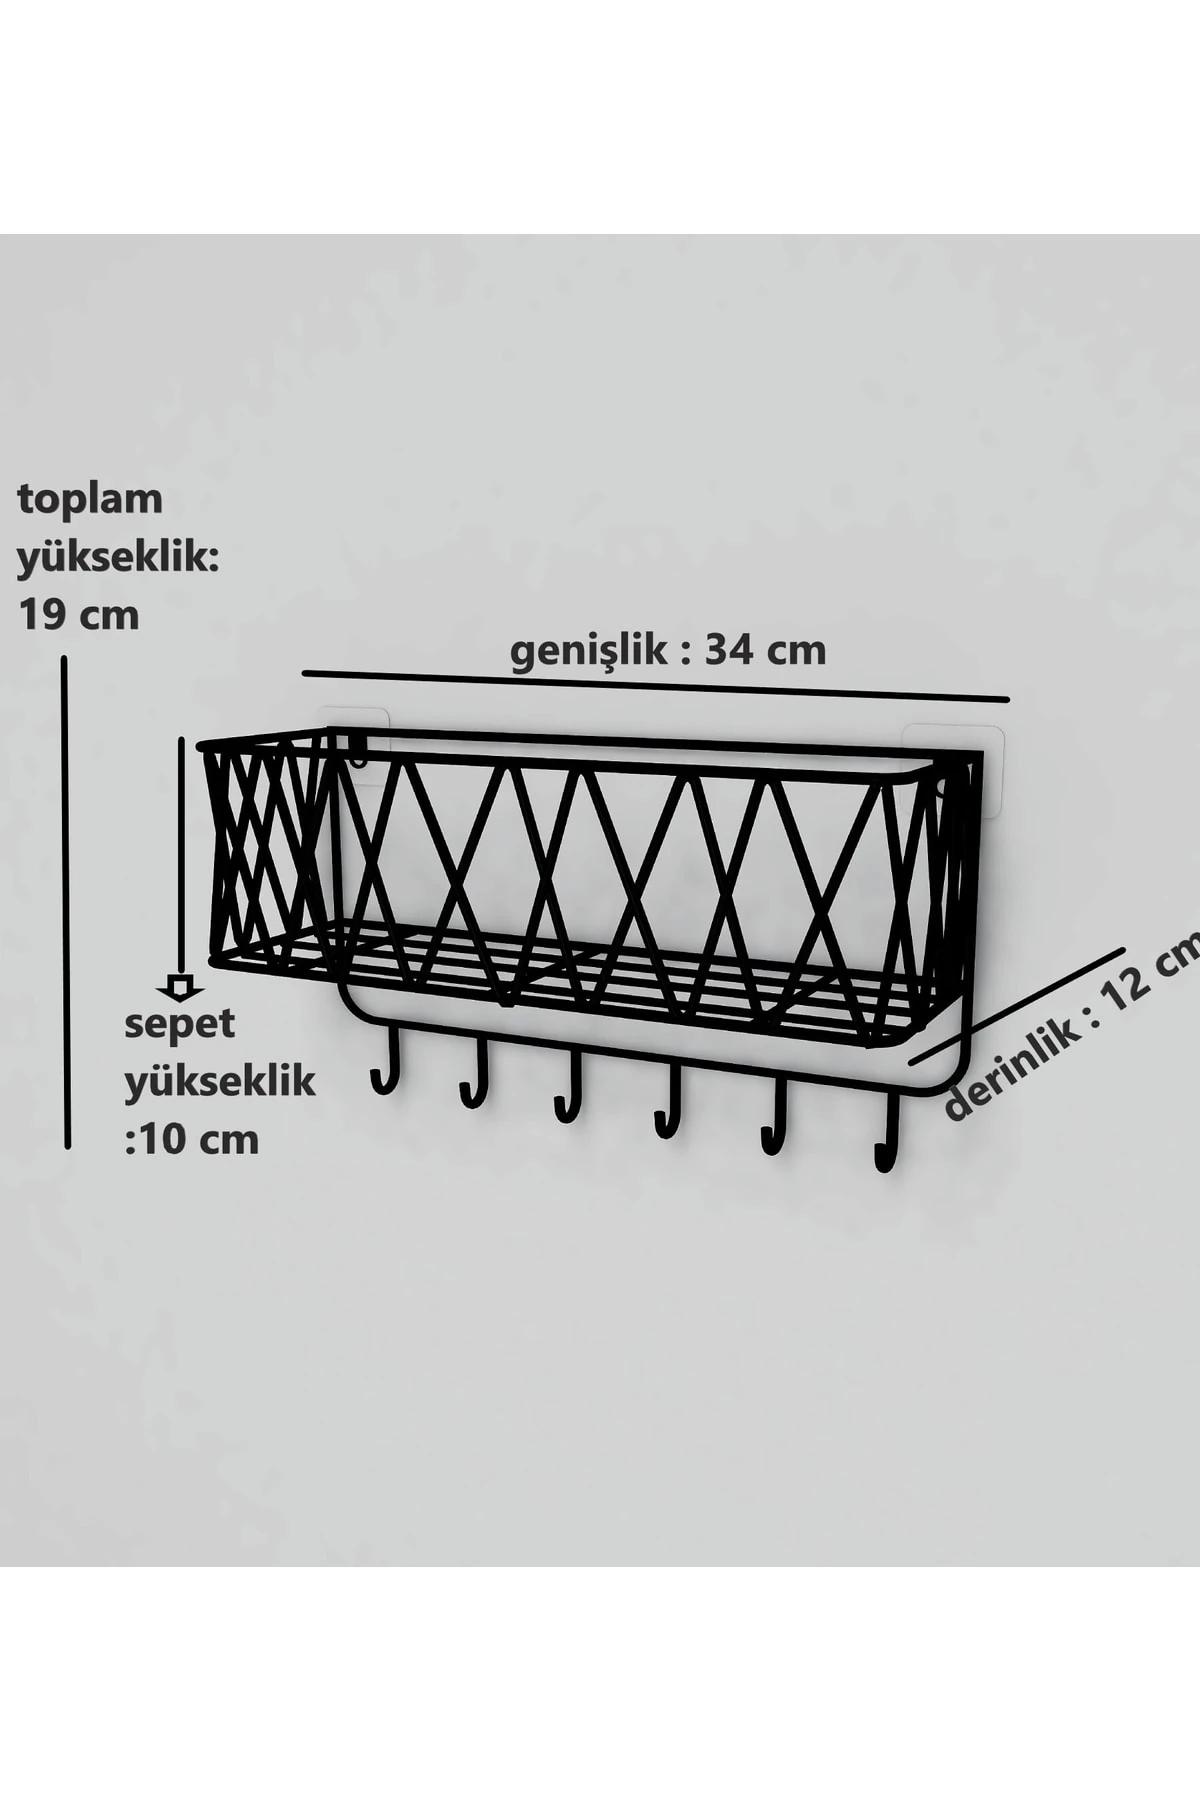 toplam
yükseklik:
19 cm
genişlik : 34 cm
sepet
yükseklik
:10 cm
derinlik : 12 cm